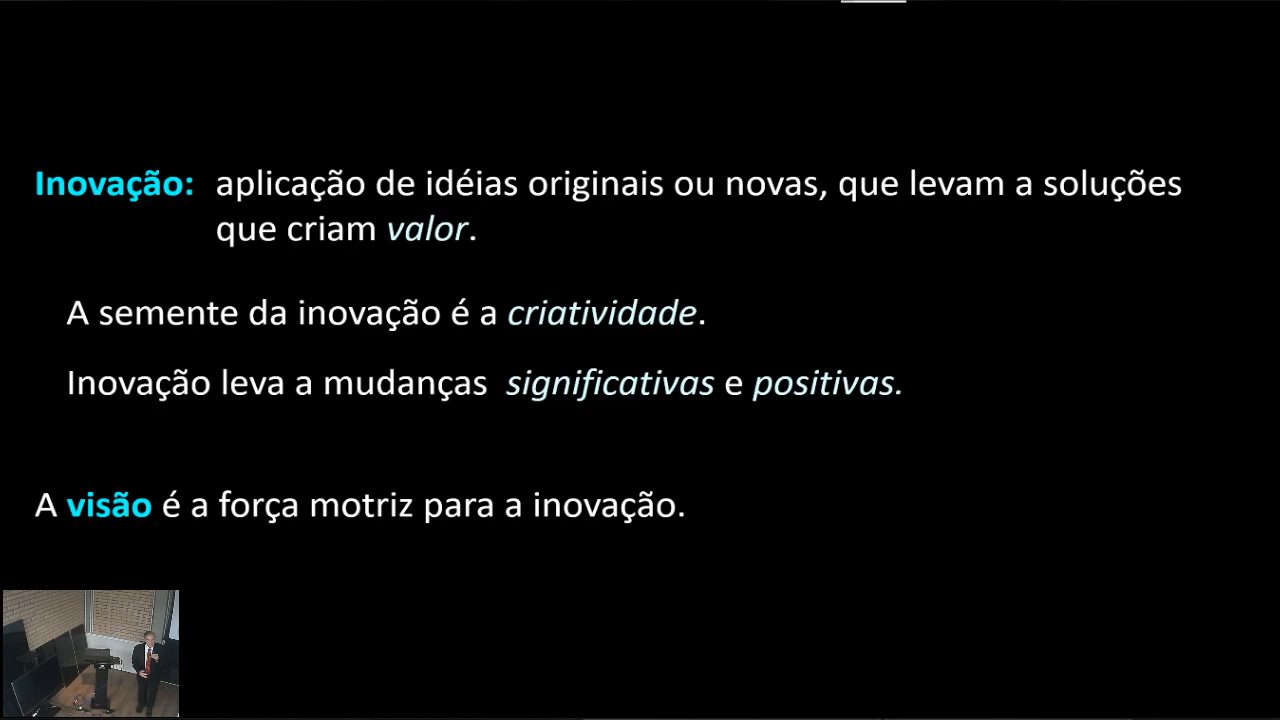 Inovação: aplicação de idéias originais ou novas, que levam a soluções
que criam valor.
A semente da inovação é a criatividade.
Inovação leva a mudanças significativas e positivas.
A visão é a força motriz para a inovação.